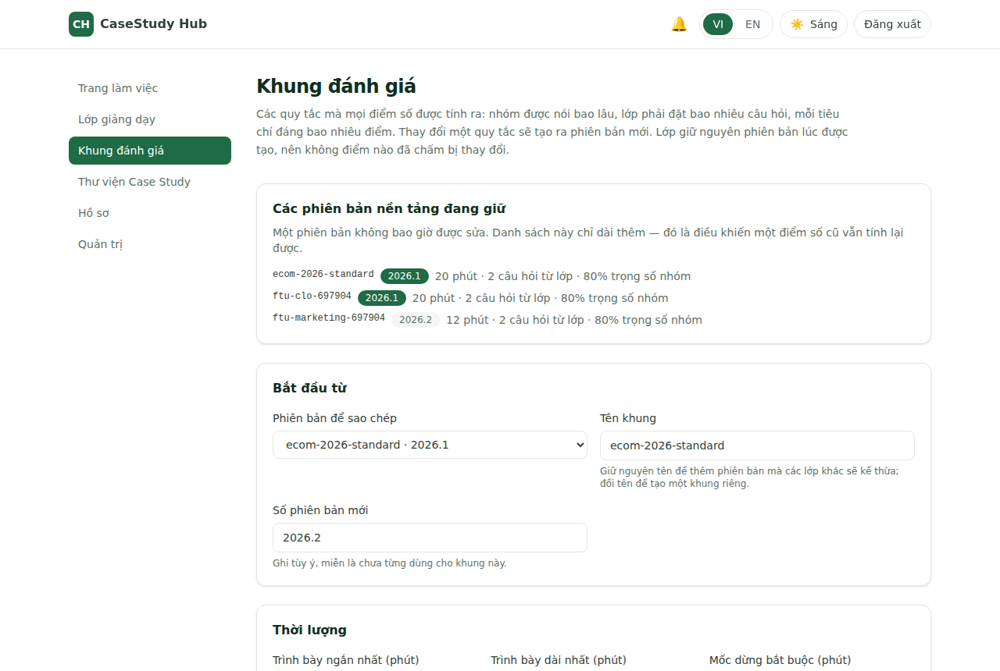 CH CaseStudy Hub
VI EN Sáng Đăng xuất
Trang làm việc
Lớp giảng dạy
Khung đánh giá
Thư viện Case Study
Hồ sơ
Quản trị
Khung đánh giá
Các quy tắc mà mọi điểm số được tính ra: nhóm được nói bao lâu, lớp phải đặt bao nhiêu câu hỏi, mỗi tiêu
chí đáng bao nhiêu điểm. Thay đổi một quy tắc sẽ tạo ra phiên bản mới. Lớp giữ nguyên phiên bản lúc được
tạo, nên không điểm nào đã chấm bị thay đổi.
Các phiên bản nền tảng đang giữ
Một phiên bản không bao giờ được sửa. Danh sách này chỉ dài thêm — đó là điều khiến một điểm số cũ vẫn tính lại
được.
ecom-2026-standard 2026.1 20 phút · 2 câu hỏi từ lớp · 80% trọng số nhóm
ftu-clo-697904 2026.1 20 phút · 2 câu hỏi từ lớp · 80% trọng số nhóm
ftu-marketing-697904 2026.2 12 phút · 2 câu hỏi từ lớp · 80% trọng số nhóm
Bắt đầu từ
Phiên bản để sao chép
ecom-2026-standard · 2026.1
Tên khung
ecom-2026-standard
Giữ nguyên tên để thêm phiên bản mà các lớp khác sẽ kế thừa;
đổi tên để tạo một khung riêng.
Số phiên bản mới
2026.2
Ghi tùy ý, miễn là chưa từng dùng cho khung này.
Thời lượng
Trình bày ngắn nhất (phút) Trình bày dài nhất (phút) Mốc dừng bắt buộc (phút)